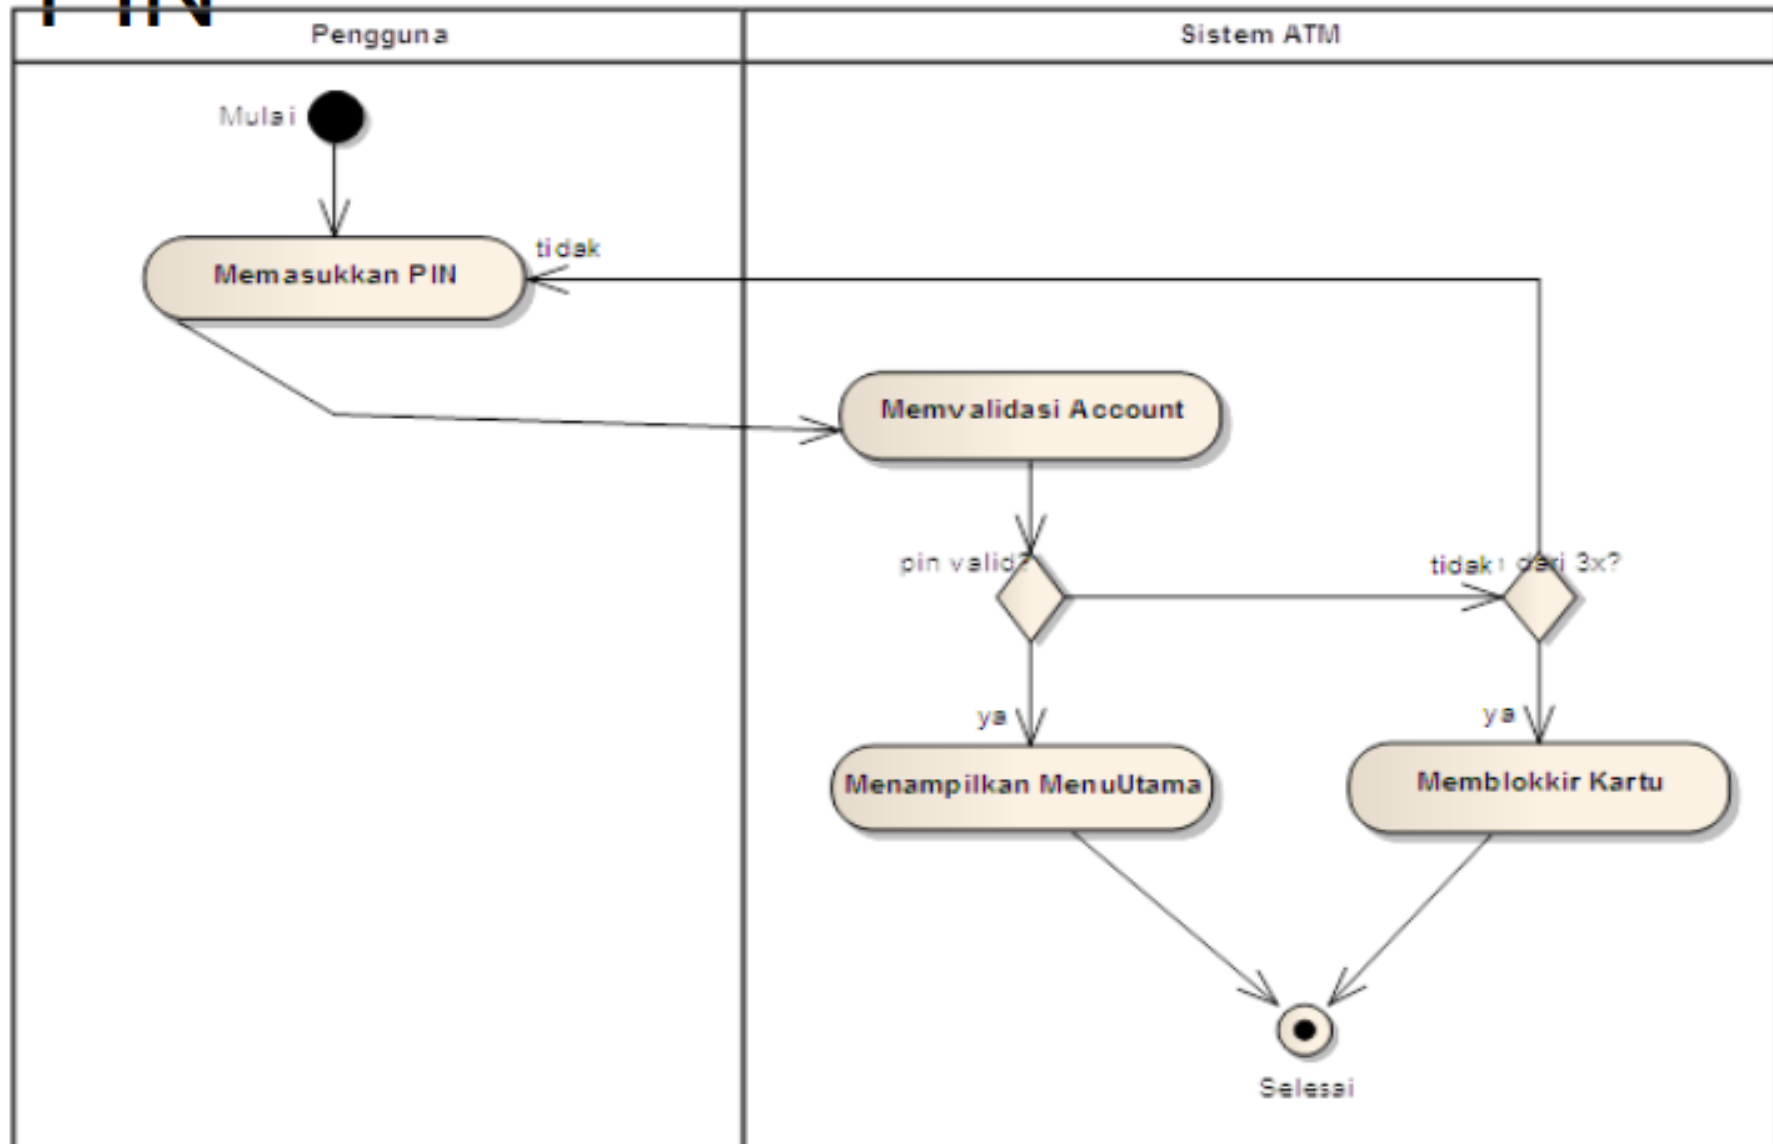 PIN
Pengguna
Sistem ATM
Mulai
Memasukkan PIN
tidak
Memvalidasi Account
pin valid?
tidak
dari 3x?
ya
ya
Menampilkan MenuUtama
Memblokkir Kartu
Selesai